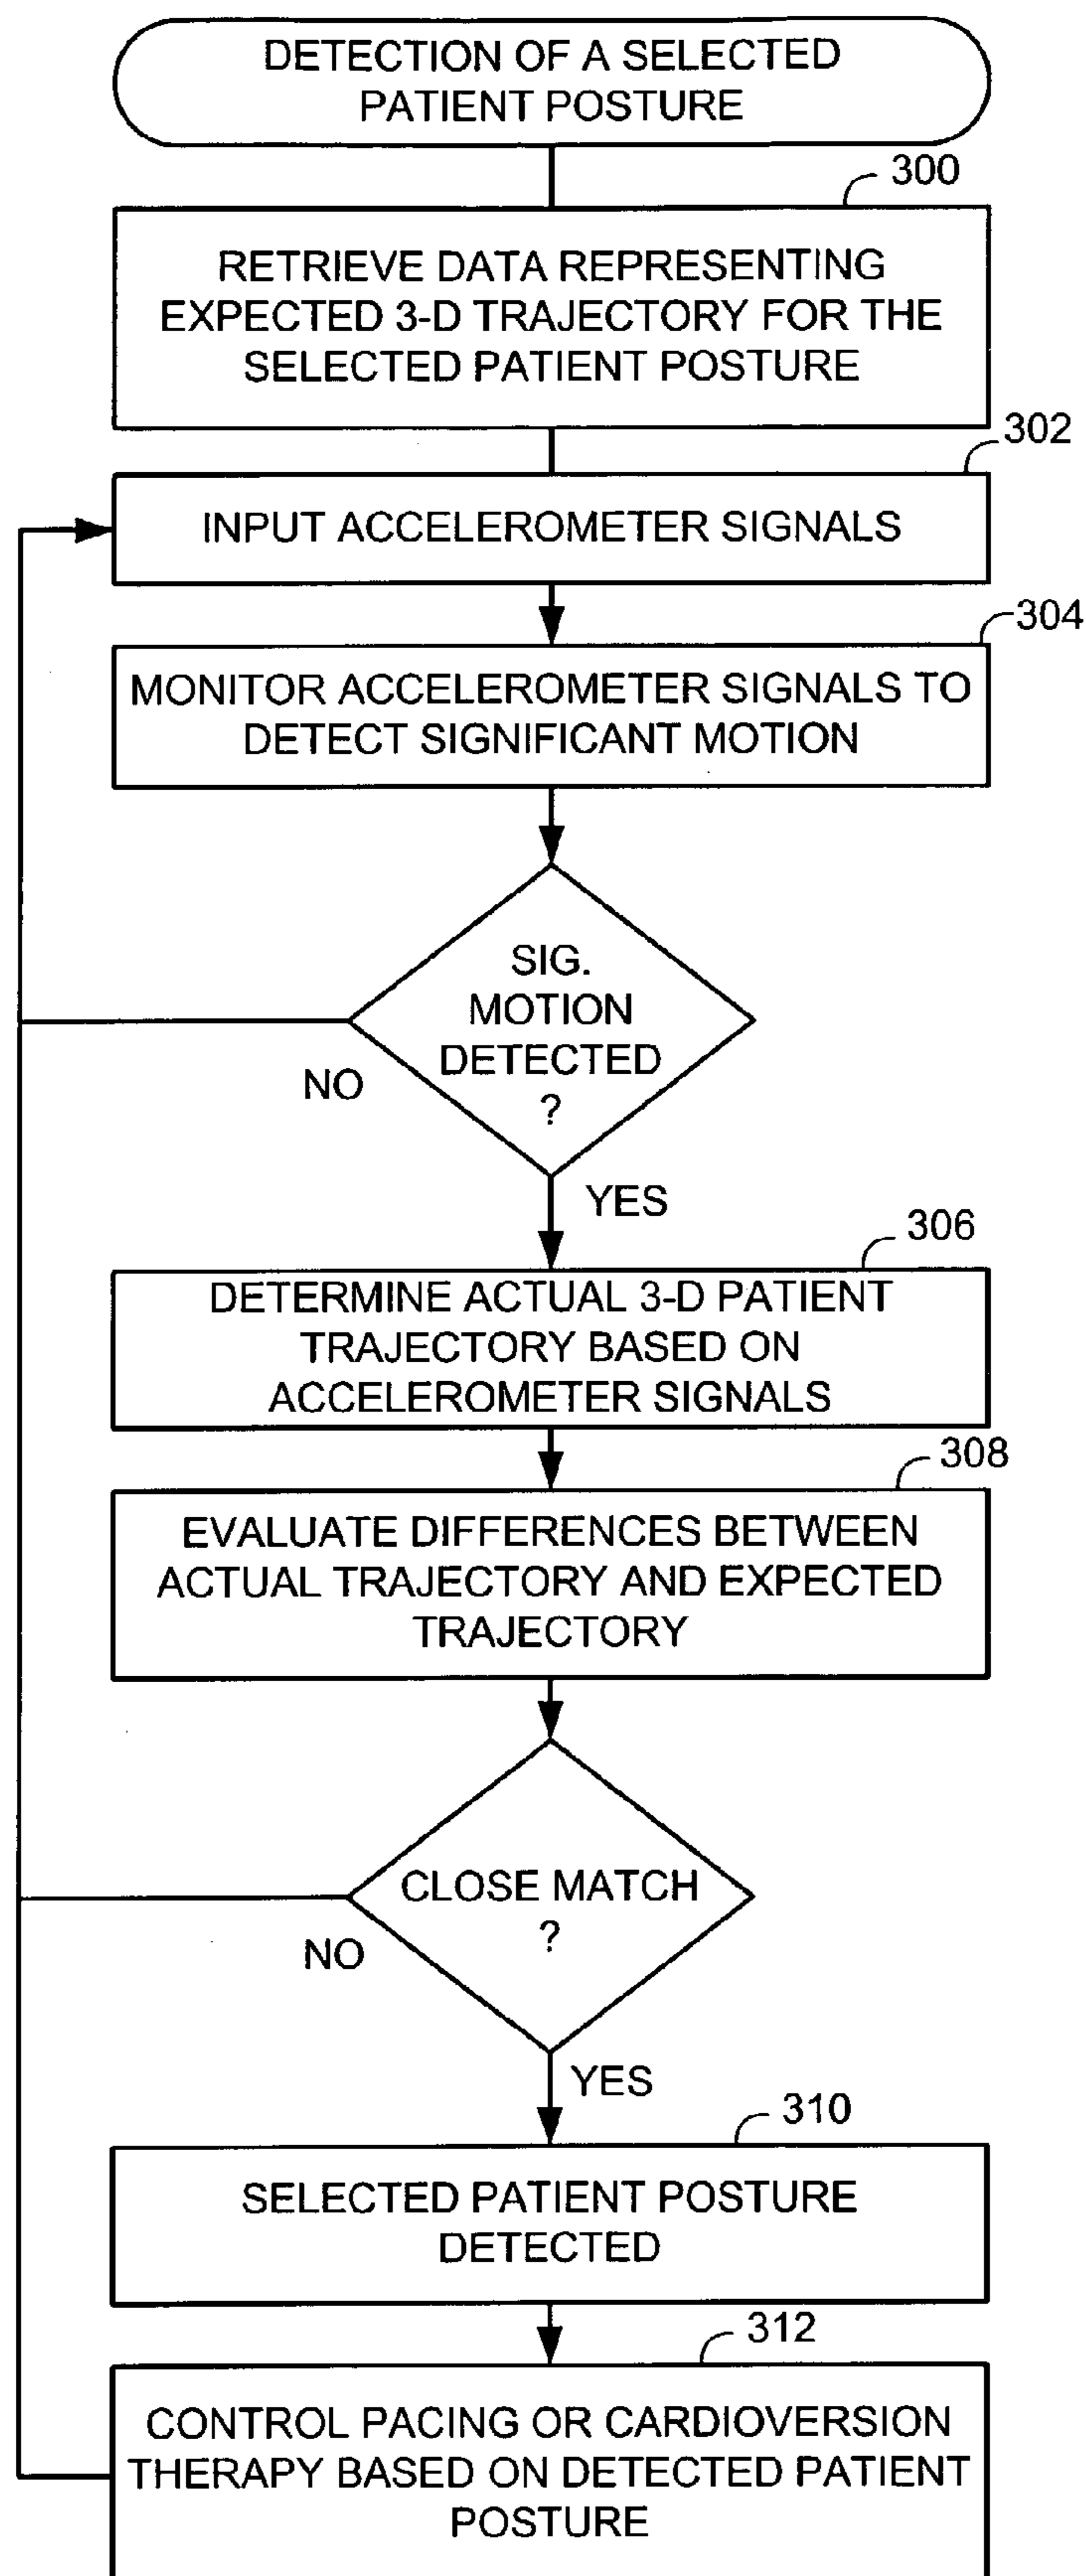 DETECTION OF A SELECTED
PATIENT POSTURE
300
RETRIEVE DATA REPRESENTING
EXPECTED 3-D TRAJECTORY FOR THE
SELECTED PATIENT POSTURE
302
INPUT ACCELEROMETER SIGNALS
304
MONITOR ACCELEROMETER SIGNALS TO
DETECT SIGNIFICANT MOTION
SIG.
MOTION
DETECTED
?
NO
YES
306
DETERMINE ACTUAL 3-D PATIENT
TRAJECTORY BASED ON
ACCELEROMETER SIGNALS
308
EVALUATE DIFFERENCES BETWEEN
ACTUAL TRAJECTORY AND EXPECTED
TRAJECTORY
CLOSE MATCH
?
NO
YES
310
SELECTED PATIENT POSTURE
DETECTED
312
CONTROL PACING OR CARDIOVERSION
THERAPY BASED ON DETECTED PATIENT
POSTURE